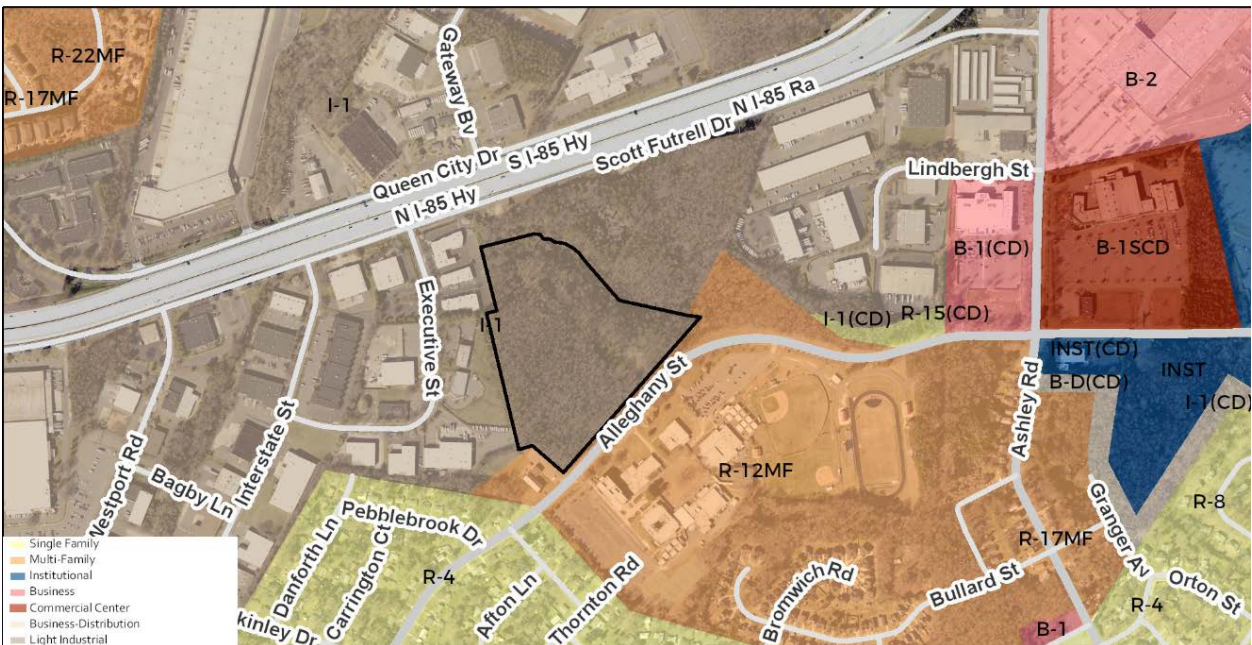 R-22MF
R-17MF
I-1
Gateway Bv
Queen City Dr
S I-85 Hy
N I-85 Hy
Scott Futrell Dr
N I-85 Ra
B-2
Lindbergh St
B-1(CD)
B-1SCD
I-1
Executive St
I-1(CD)
R-15(CD)
INST(CD)
INST
B-D(CD)
I-1(CD)
Alleghany St
Ashley Rd
Westport Rd
Interstate St
Bagby Ln
R-12MF
Pebblebrook Dr
Danforth Ln
Carrington Ct
R-4
Afton Ln
Thornton Rd
Bromwich Rd
Bullard St
R-17MF
Granger Av
R-8
Orton St
R-4
B-1
kinley Dr
Single Family
Multi-Family
Institutional
Business
Commercial Center
Business-Distribution
Light Industrial